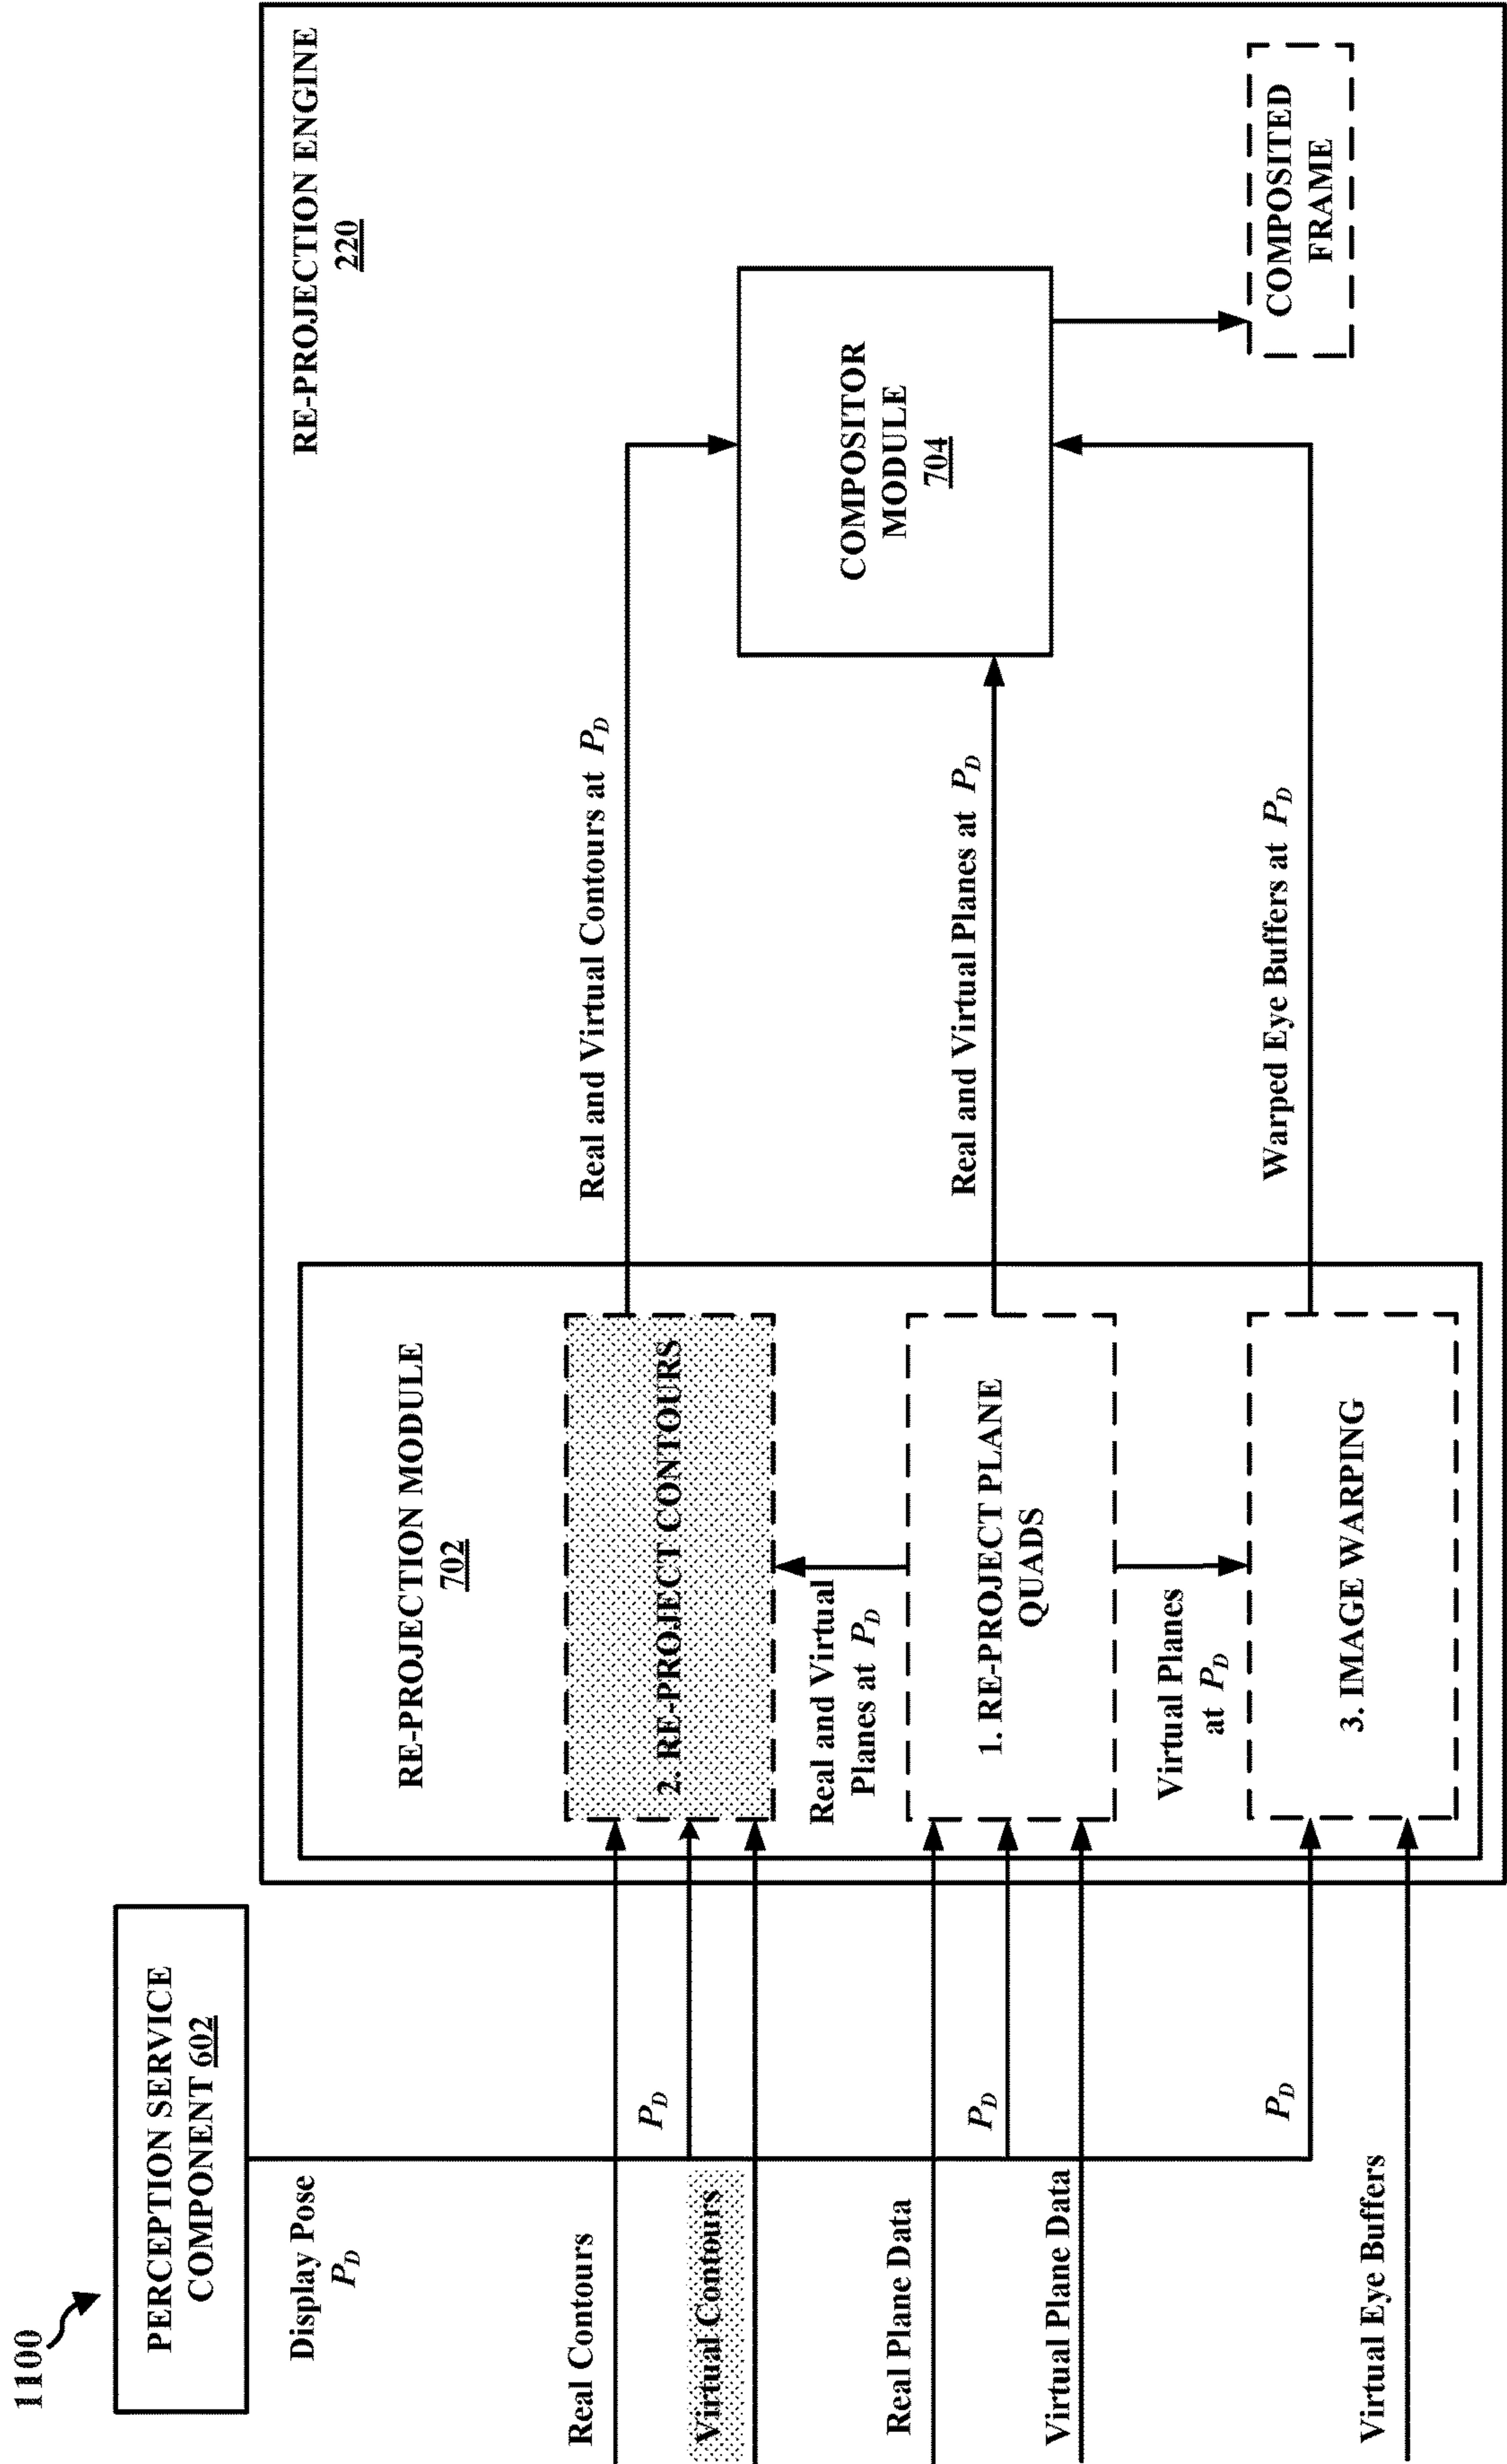 1100
PERCEPTION SERVICE
COMPONENT 602
Display Pose
P_D
RE-PROJECTION ENGINE
220
RE-PROJECTION MODULE
702
Real Contours
P_D
Virtual Contours
2. RE-PROJECT CONTOURS
Real and Virtual Contours at P_D
Real and Virtual
Planes at P_D
Real Plane Data
P_D
Virtual Plane Data
1. RE-PROJECT PLANE
QUADS
Real and Virtual Planes at P_D
Virtual Planes
at P_D
P_D
Virtual Eye Buffers
3. IMAGE WARPING
Warped Eye Buffers at P_D
COMPOSITOR
MODULE
704
COMPOSITED
FRAME